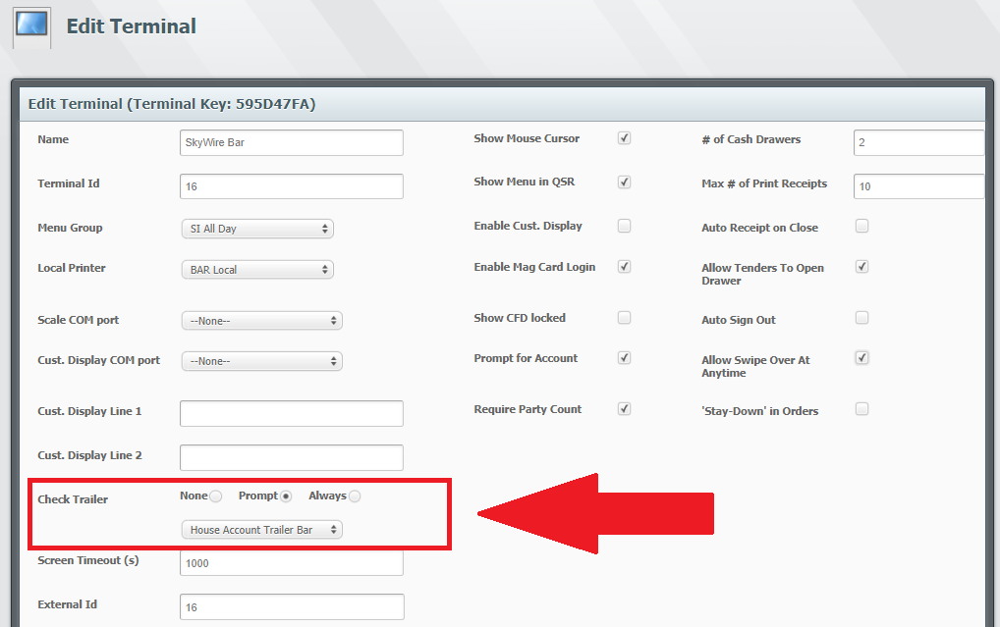 Edit Terminal
Edit Terminal (Terminal Key: 595D47FA)
Name
SkyWire Bar
Terminal Id
16
Menu Group
SI All Day
Local Printer
BAR Local
Scale COM port
--None--
Cust. Display COM port
--None--
Cust. Display Line 1
Cust. Display Line 2
Check Trailer
None Prompt Always
House Account Trailer Bar
Screen Timeout (s)
1000
External Id
16
Show Mouse Cursor
Show Menu in QSR
Enable Cust. Display
Enable Mag Card Login
Show CFD locked
Prompt for Account
Require Party Count
# of Cash Drawers
2
Max # of Print Receipts
10
Auto Receipt on Close
Allow Tenders To Open
Drawer
Auto Sign Out
Allow Swipe Over At
Anytime
'Stay-Down' in Orders